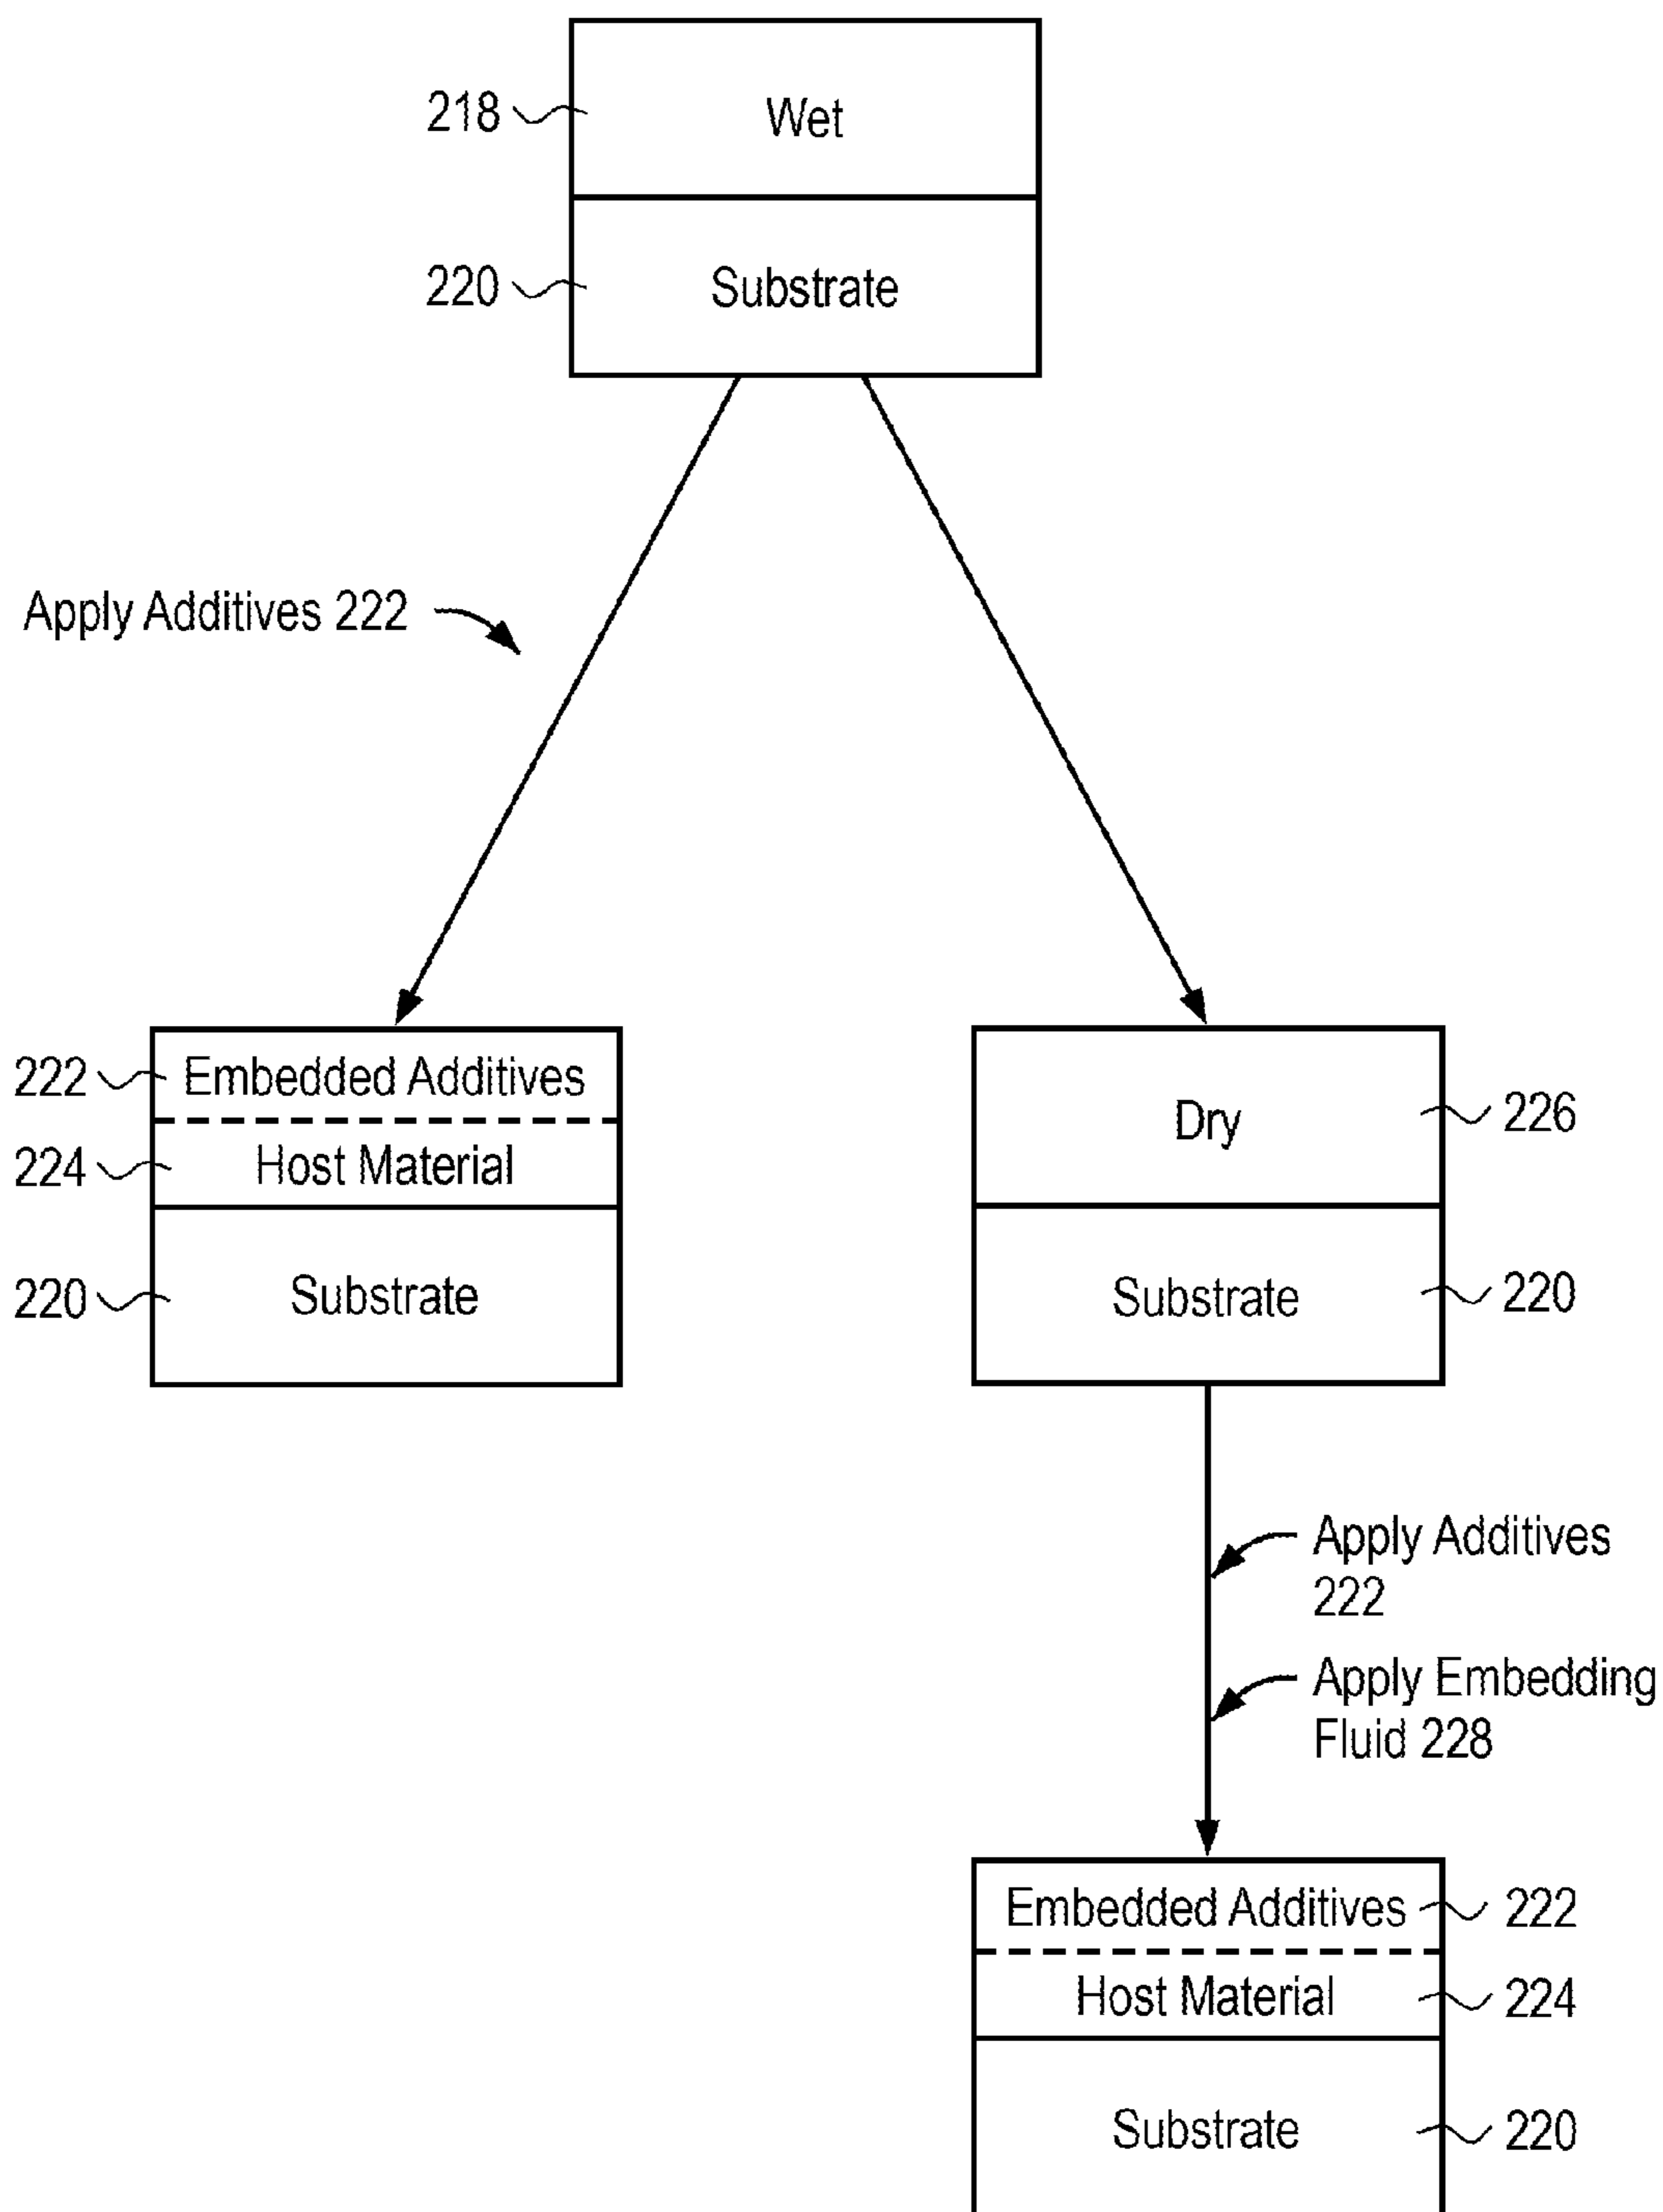 218 Wet
220 Substrate
Apply Additives 222
222 Embedded Additives
224 Host Material
220 Substrate
Dry 226
Substrate 220
Apply Additives
222
Apply Embedding
Fluid 228
Embedded Additives 222
Host Material 224
Substrate 220